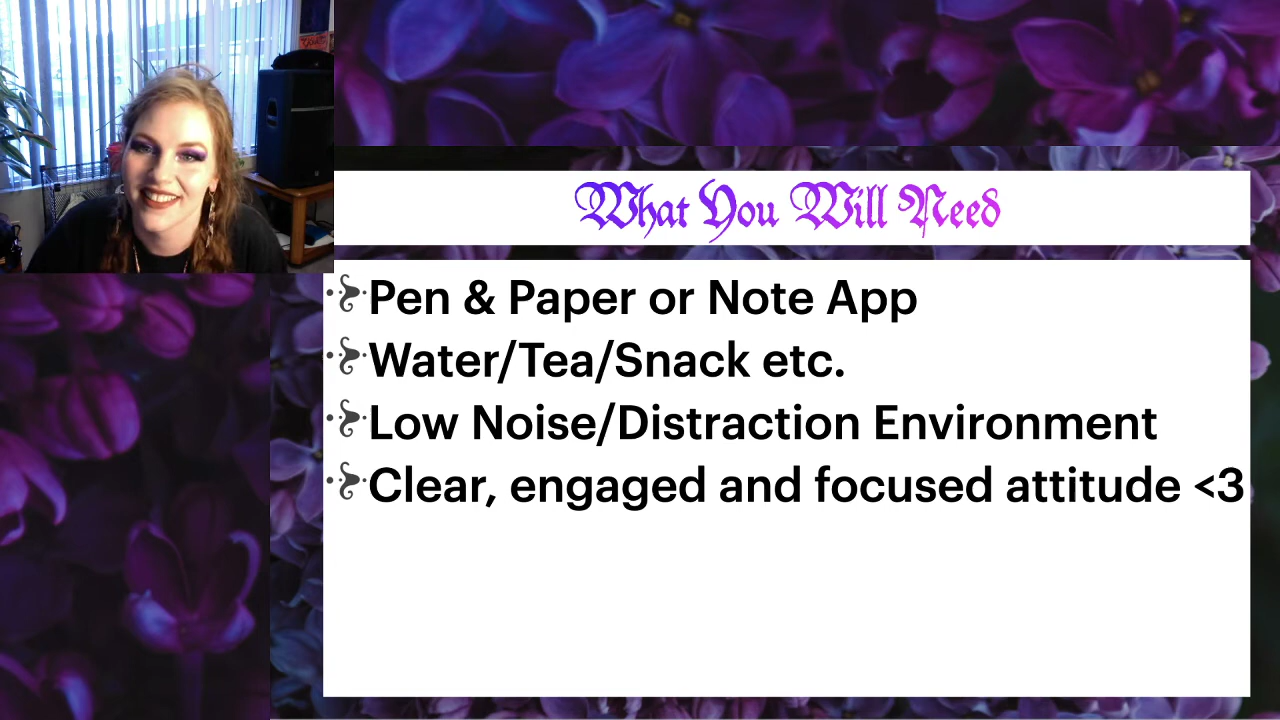 What You Will Need
Pen & Paper or Note App
Water/Tea/Snack etc.
Low Noise/Distraction Environment
Clear, engaged and focused attitude <3